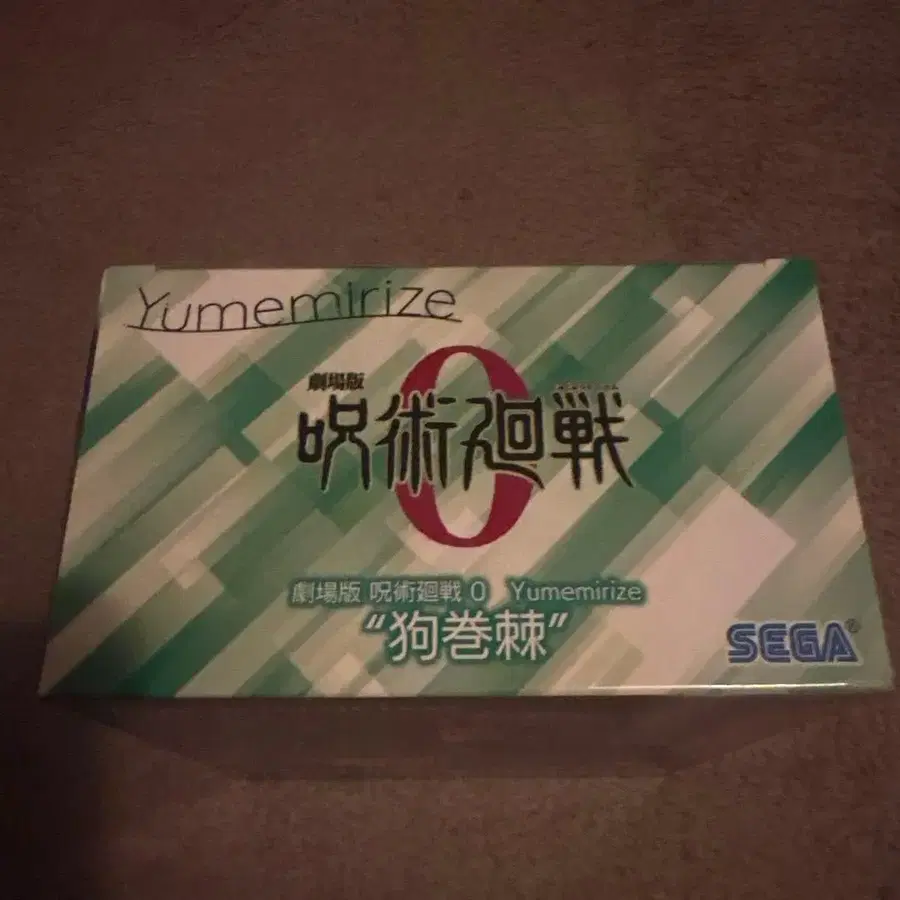 Yumemirize
劇場版
呪術廻戦
0
劇場版 呪術廻戦 0 Yumemirize
“狗巻棘”
SEGA®